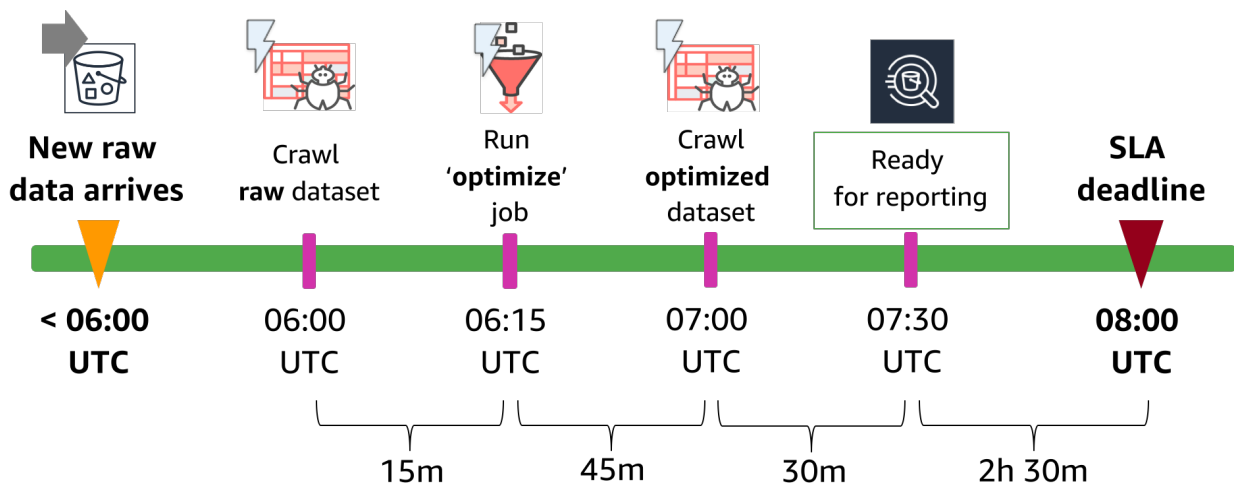 New raw
data arrives
Crawl
raw dataset
Run
‘optimize’
job
Crawl
optimized
dataset
Ready
for reporting
SLA
deadline
< 06:00
UTC
06:00
UTC
06:15
UTC
07:00
UTC
07:30
UTC
08:00
UTC
15m
45m
30m
2h 30m